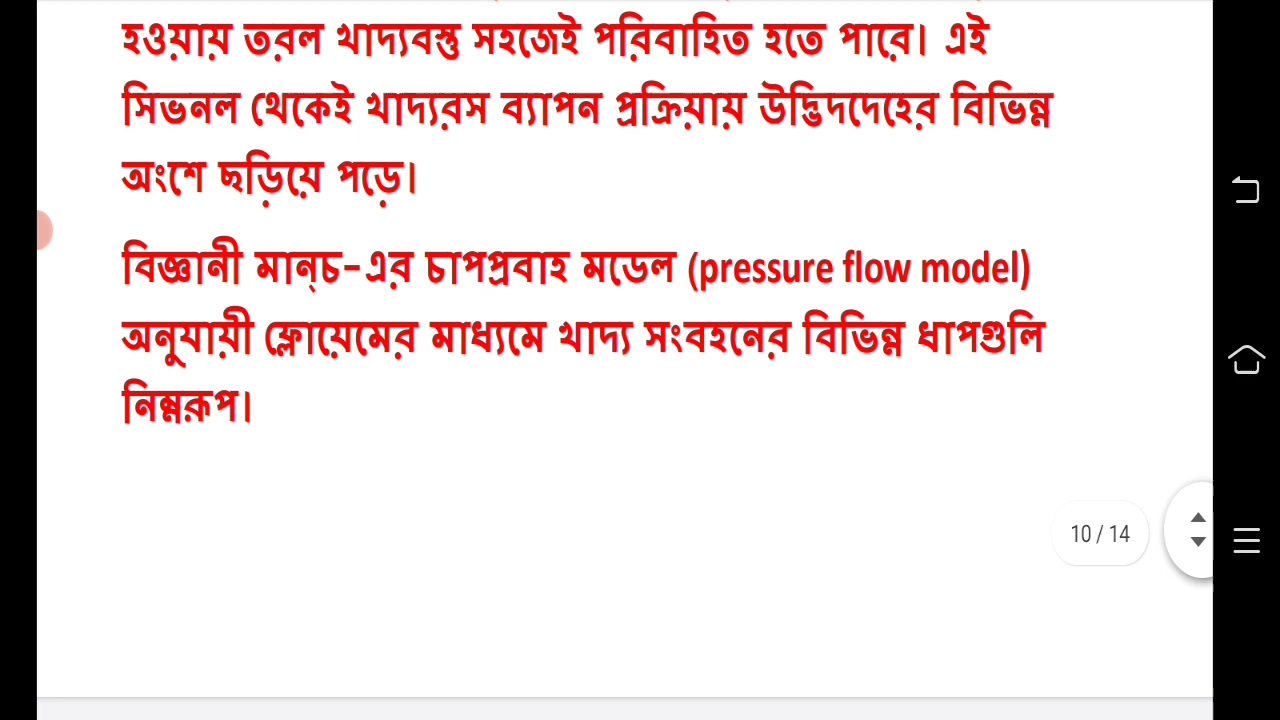 হওয়ায় তরল খাদ্যবস্তু সহজেই পরিবাহিত হতে পারে। এই
সিভনল থেকেই খাদ্যরস ব্যাপন প্রক্রিয়ায় উদ্ভিদদেহের বিভিন্ন
অংশে ছড়িয়ে পড়ে।
বিজ্ঞানী মান্চ-এর চাপপ্রবাহ মডেল (pressure flow model)
অনুযায়ী ফ্লোয়েমের মাধ্যমে খাদ্য সংবহনের বিভিন্ন ধাপগুলি
নিম্নরূপ।
10 / 14